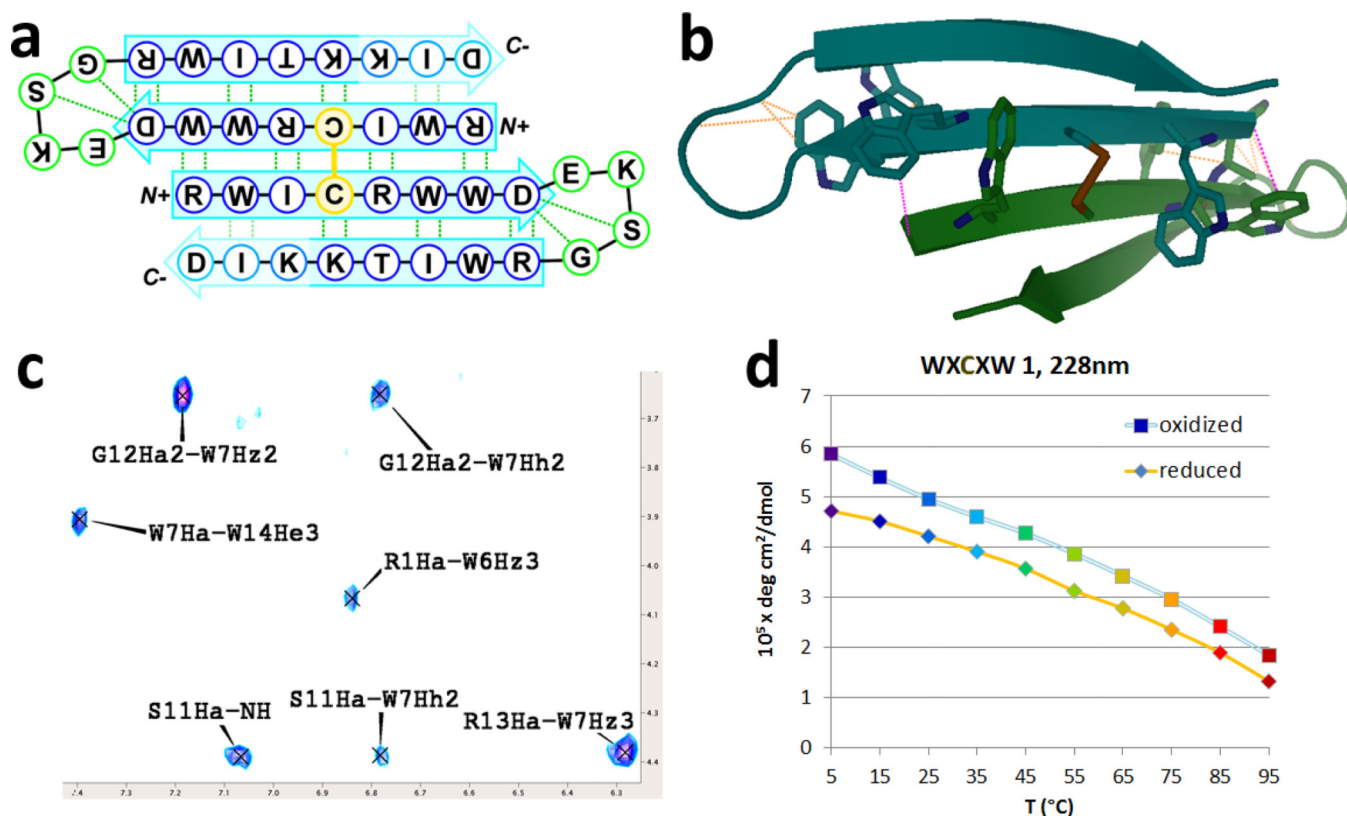 a
G R W I T K K I D C-
S
K E D W W R C I W R N+
N+ R W I C R W W D E K
S
C- D I K K T I W R G
b
c
G12Ha2-W7Hz2
G12Ha2-W7Hh2
W7Ha-W14He3
R1Ha-W6Hz3
S11Ha-NH
S11Ha-W7Hh2
R13Ha-W7Hz3
3.7
3.8
3.9
4.0
4.1
4.2
4.3
4.4
7.3 7.2 7.1 7.0 6.9 6.8 6.7 6.6 6.5 6.4 6.3
d
WXCXW 1, 228nm
oxidized
reduced
10⁵ x deg cm²/dmol
7
6
5
4
3
2
1
0
5 15 25 35 45 55 65 75 85 95
T (°C)